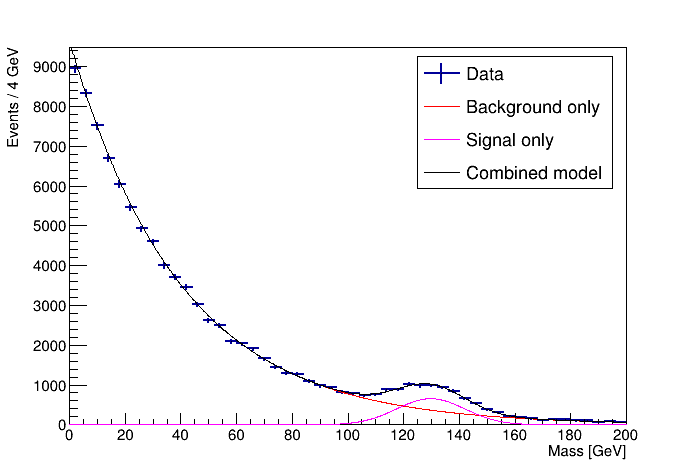 Events / 4 GeV
9000
8000
7000
6000
5000
4000
3000
2000
1000
0
Data
Background only
Signal only
Combined model
0 20 40 60 80 100 120 140 160 180 200
Mass [GeV]